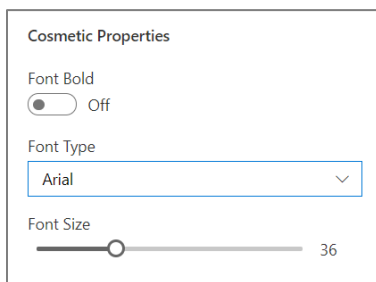 Cosmetic Properties
Font Bold
Off
Font Type
Arial
Font Size
36